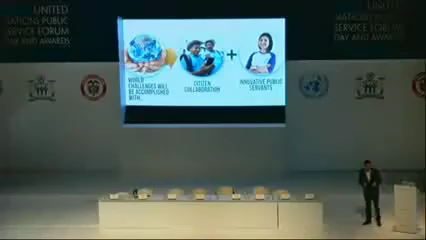 UNITED
NATIONS PUBLIC
SERVICE FORUM
DAY AND AWARDS
UNITED
NATIONS PUBLIC
SERVICE FORUM
DAY AND AWARDS
WORLD
CHALLENGES WILL
BE ACCOMPLISHED
WITH...
CITIZEN
COLLABORATION
+
INNOVATIVE PUBLIC
SERVANTS